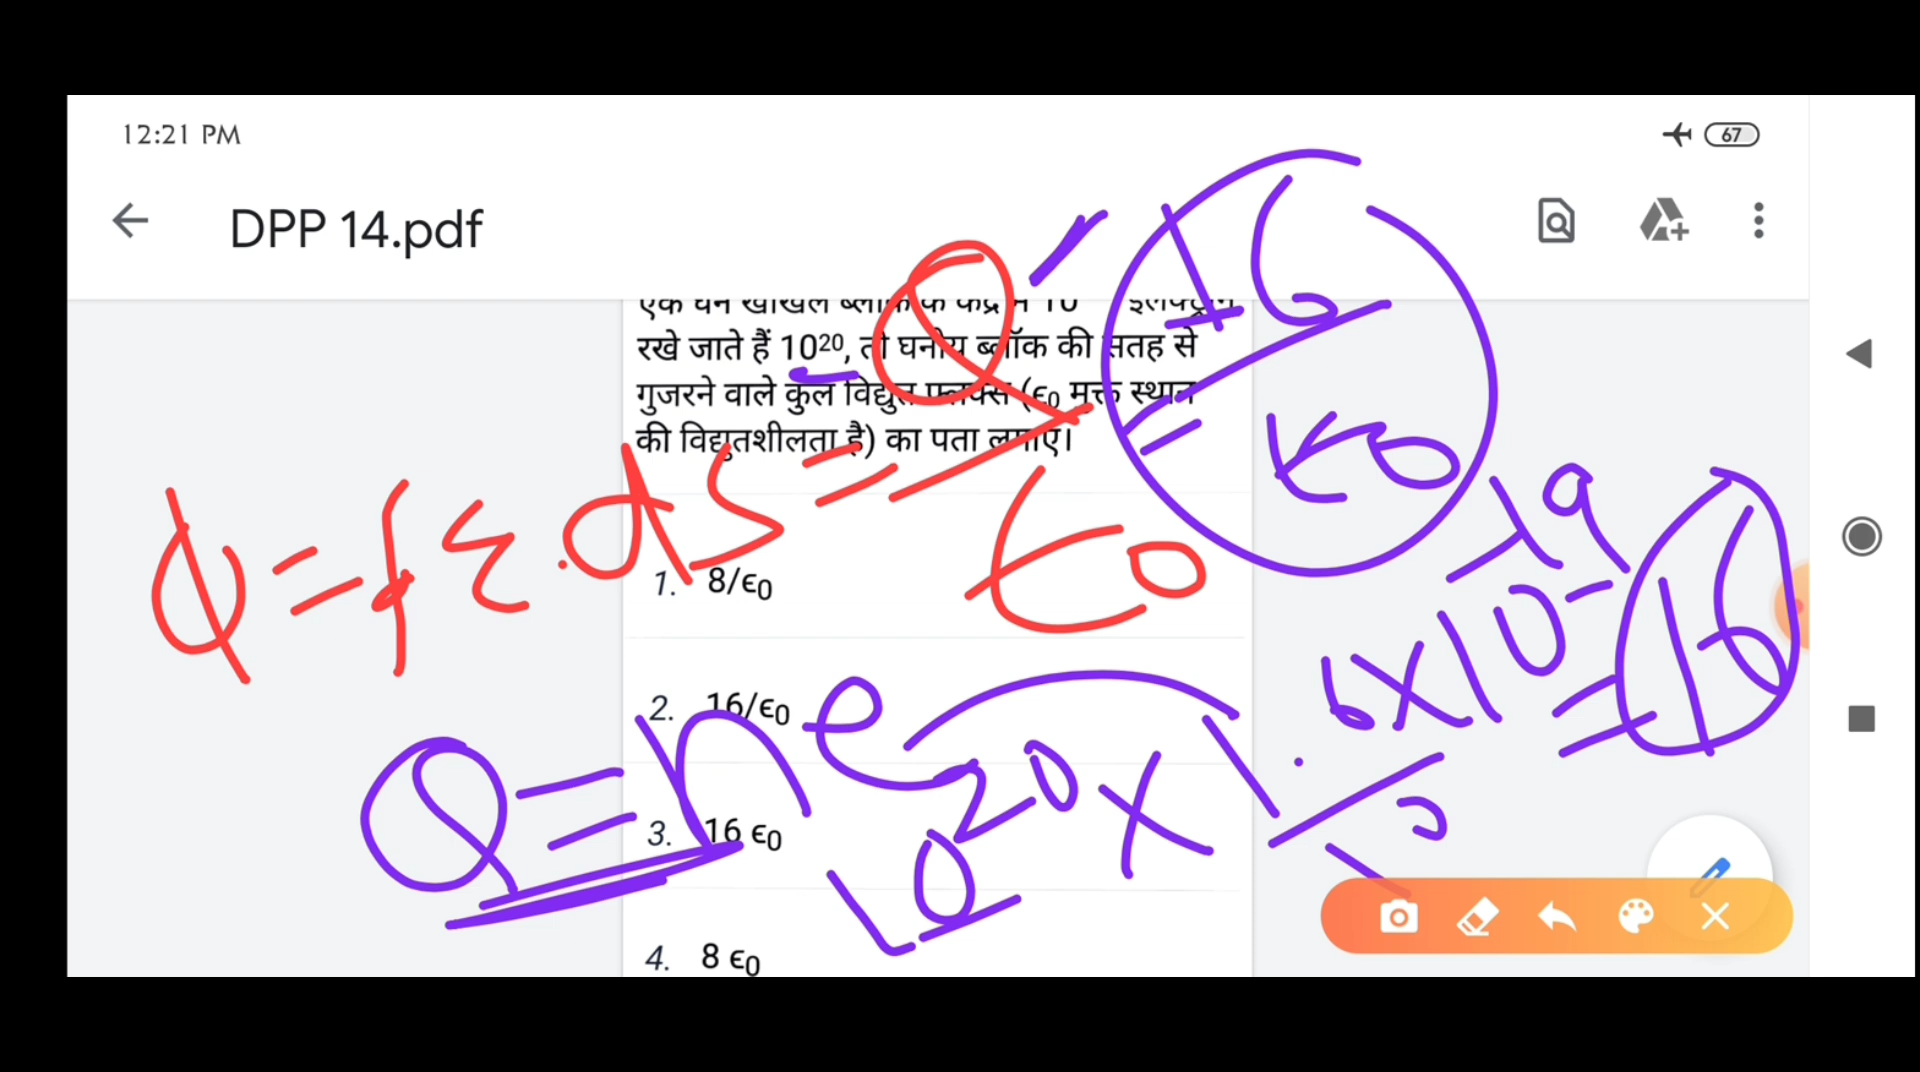 12:21 PM
67
DPP 14.pdf
रखे जाते हैं 10²⁰, तो घनीय ब्लॉक की सतह से
गुजरने वाले कुल विद्युत फ्लक्स (ϵ₀ मुक्त स्थान
की विद्युतशीलता है) का पता लगाएं।
ϕ = ∫ E . ds = Q / ϵ₀
= 16 / ϵ₀
1. 8/ϵ₀
2. 16/ϵ₀
3. 16 ϵ₀
4. 8 ϵ₀
Q = ne
10²⁰ × 1.6 × 10⁻¹⁹ = 16